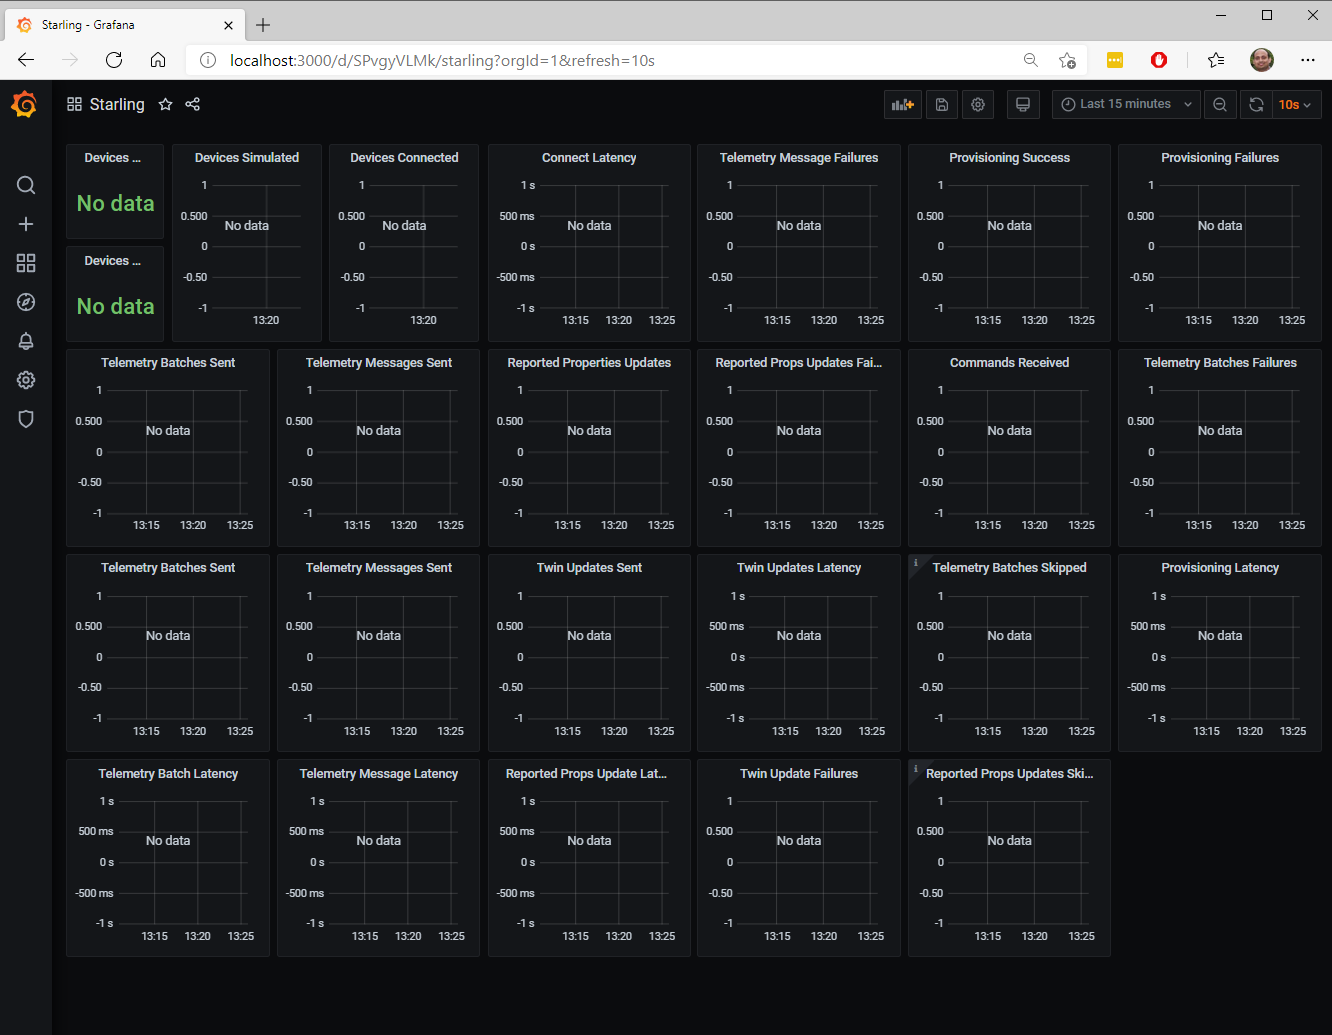 Starling - Grafana
localhost:3000/d/SPvgyVLMk/starling?orgId=1&refresh=10s
Starling
Last 15 minutes
10s
Devices ...
No data
Devices ...
No data
Devices Simulated
1
0.500
No data
0
-0.50
-1
13:20
Devices Connected
1
0.500
No data
0
-0.50
-1
13:20
Connect Latency
1 s
500 ms
No data
0 s
-500 ms
-1 s
13:15 13:20 13:25
Telemetry Message Failures
1
0.500
No data
0
-0.50
-1
13:15 13:20 13:25
Provisioning Success
1
0.500
No data
0
-0.50
-1
13:15 13:20 13:25
Provisioning Failures
1
0.500
No data
0
-0.50
-1
13:15 13:20 13:25
Telemetry Batches Sent
1
0.500
No data
0
-0.50
-1
13:15 13:20 13:25
Telemetry Messages Sent
1
0.500
No data
0
-0.50
-1
13:15 13:20 13:25
Reported Properties Updates
1
0.500
No data
0
-0.50
-1
13:15 13:20 13:25
Reported Props Updates Fai...
1
0.500
No data
0
-0.50
-1
13:15 13:20 13:25
Commands Received
1
0.500
No data
0
-0.50
-1
13:15 13:20 13:25
Telemetry Batches Failures
1
0.500
No data
0
-0.50
-1
13:15 13:20 13:25
Telemetry Batches Sent
1
0.500
No data
0
-0.50
-1
13:15 13:20 13:25
Telemetry Messages Sent
1
0.500
No data
0
-0.50
-1
13:15 13:20 13:25
Twin Updates Sent
1
0.500
No data
0
-0.50
-1
13:15 13:20 13:25
Twin Updates Latency
1 s
500 ms
No data
0 s
-500 ms
-1 s
13:15 13:20 13:25
i
Telemetry Batches Skipped
1
0.500
No data
0
-0.50
-1
13:15 13:20 13:25
Provisioning Latency
1 s
500 ms
No data
0 s
-500 ms
-1 s
13:15 13:20 13:25
Telemetry Batch Latency
1 s
500 ms
No data
0 s
-500 ms
-1 s
13:15 13:20 13:25
Telemetry Message Latency
1 s
500 ms
No data
0 s
-500 ms
-1 s
13:15 13:20 13:25
Reported Props Update Lat...
1 s
500 ms
No data
0 s
-500 ms
-1 s
13:15 13:20 13:25
Twin Update Failures
1
0.500
No data
0
-0.50
-1
13:15 13:20 13:25
i
Reported Props Updates Ski...
1
0.500
No data
0
-0.50
-1
13:15 13:20 13:25